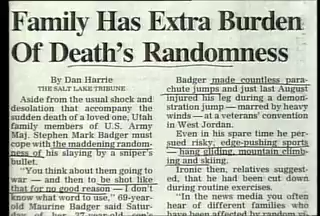 Family Has Extra Burden
Of Death's Randomness
By Dan Harrie
THE SALT LAKE TRIBUNE
Aside from the usual shock and
desolation that accompany the
sudden death of a loved one, Utah
family members of U.S. Army
Maj. Stephen Mark Badger must
cope with the maddening random-
ness of his slaying by a sniper's
bullet.
"You think about them going to
war — and then to be shot like
that for no good reason — I don't
know what word to use," 69-year-
old Maurine Badger said Satur-
Badger made countless para-
chute jumps and just last August
injured his leg during a demon-
stration jump — marred by heavy
winds — at a veterans' convention
in West Jordan.
Even in his spare time he per-
sued risky, edge-pushing sports
— hang gliding, mountain climb-
ing and skiing.
Ironic then, relatives suggest-
ed, that he had been cut down
during routine exercises.
"In the news media you often
hear of different families who
have been affected by random